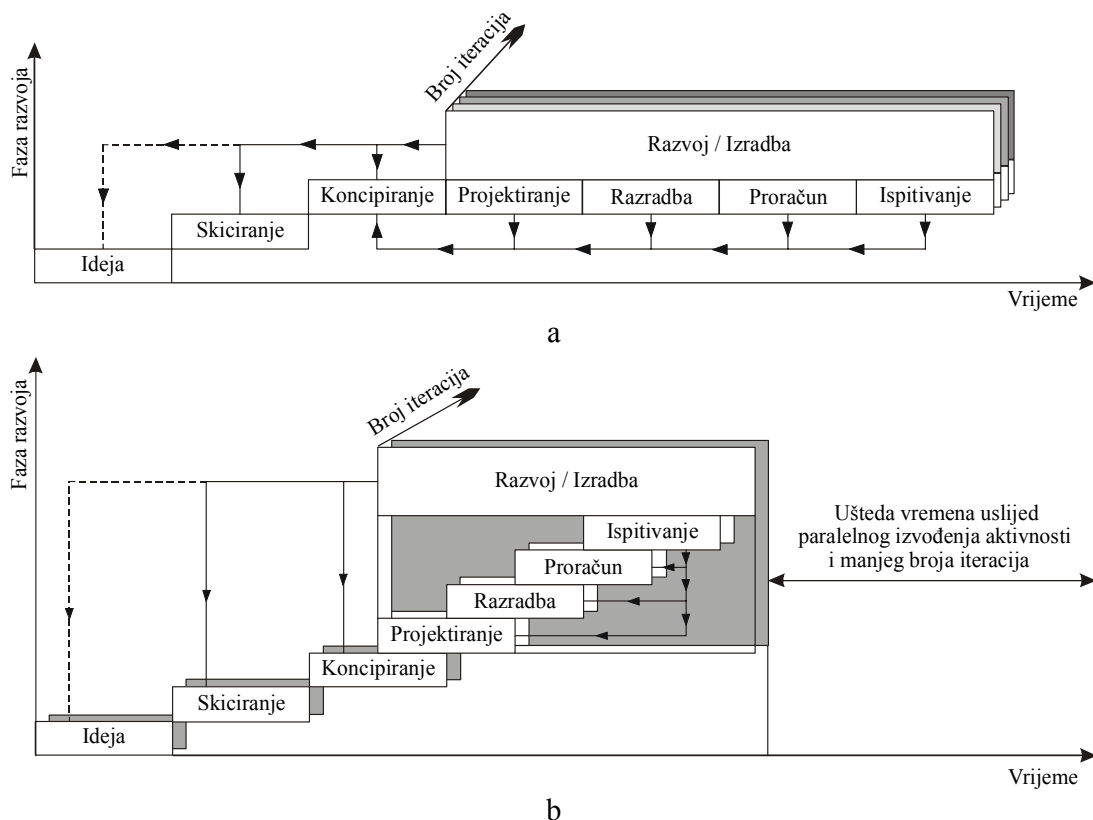 Faza razvoja
Broj iteracija
Razvoj / Izradba
Koncipiranje
Projektiranje
Razradba
Proračun
Ispitivanje
Skiciranje
Ideja
Vrijeme
a
Faza razvoja
Broj iteracija
Razvoj / Izradba
Ispitivanje
Proračun
Razradba
Projektiranje
Koncipiranje
Skiciranje
Ideja
Ušteda vremena uslijed
paralelnog izvođenja aktivnosti
i manjeg broja iteracija
Vrijeme
b